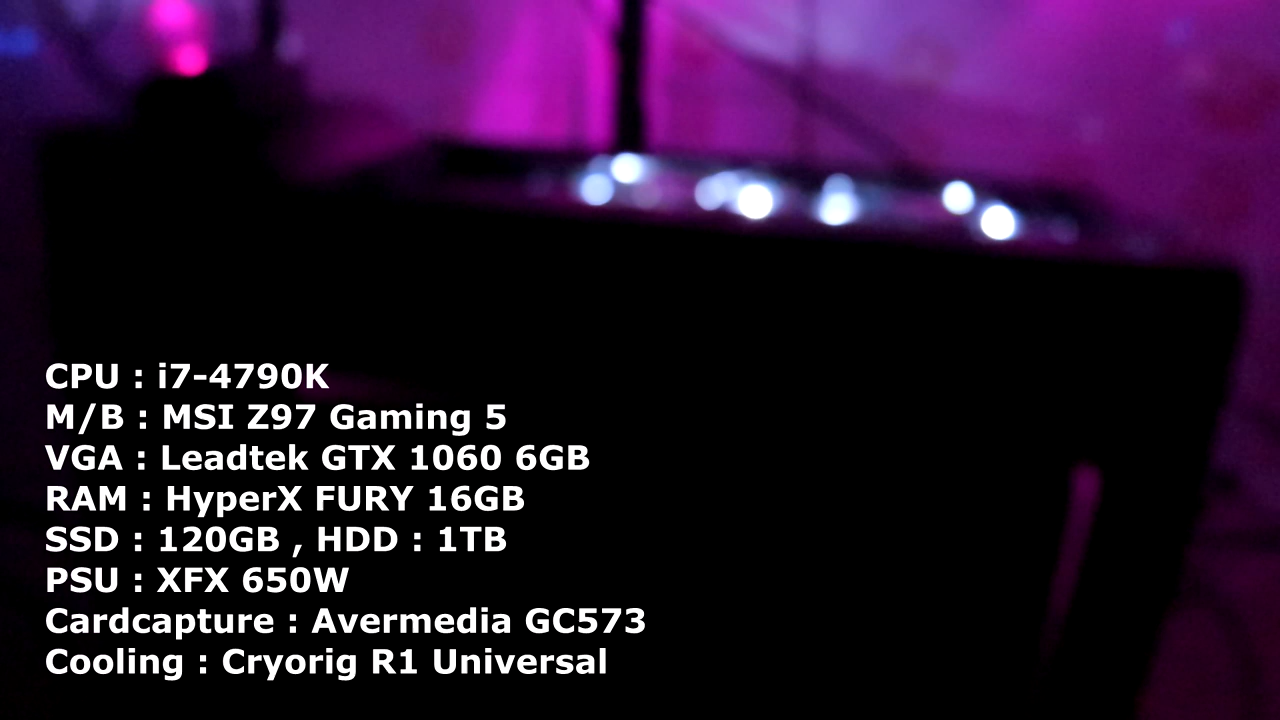 CPU : i7-4790K
M/B : MSI Z97 Gaming 5
VGA : Leadtek GTX 1060 6GB
RAM : HyperX FURY 16GB
SSD : 120GB , HDD : 1TB
PSU : XFX 650W
Cardcapture : Avermedia GC573
Cooling : Cryorig R1 Universal